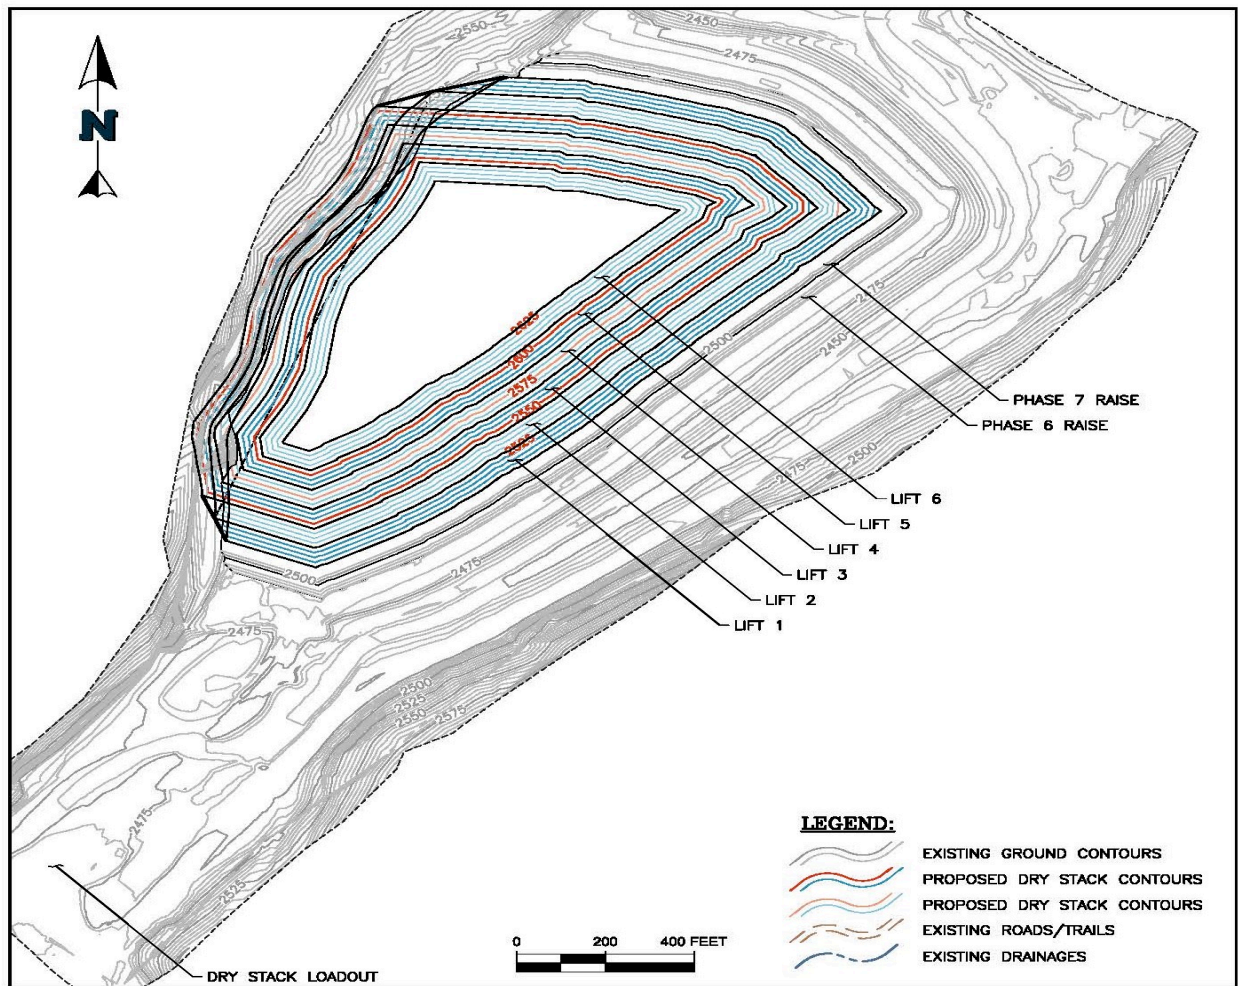 2550
2450
2475
N
2475
2450
2500
2475
2500
2625
2600
2575
2550
2525
PHASE 7 RAISE
PHASE 6 RAISE
LIFT 6
LIFT 5
LIFT 4
LIFT 3
LIFT 2
LIFT 1
2475
2500
2475
2500
2525
2550
2575
2475
2525
DRY STACK LOADOUT
0 200 400 FEET
LEGEND:
EXISTING GROUND CONTOURS
PROPOSED DRY STACK CONTOURS
PROPOSED DRY STACK CONTOURS
EXISTING ROADS/TRAILS
EXISTING DRAINAGES